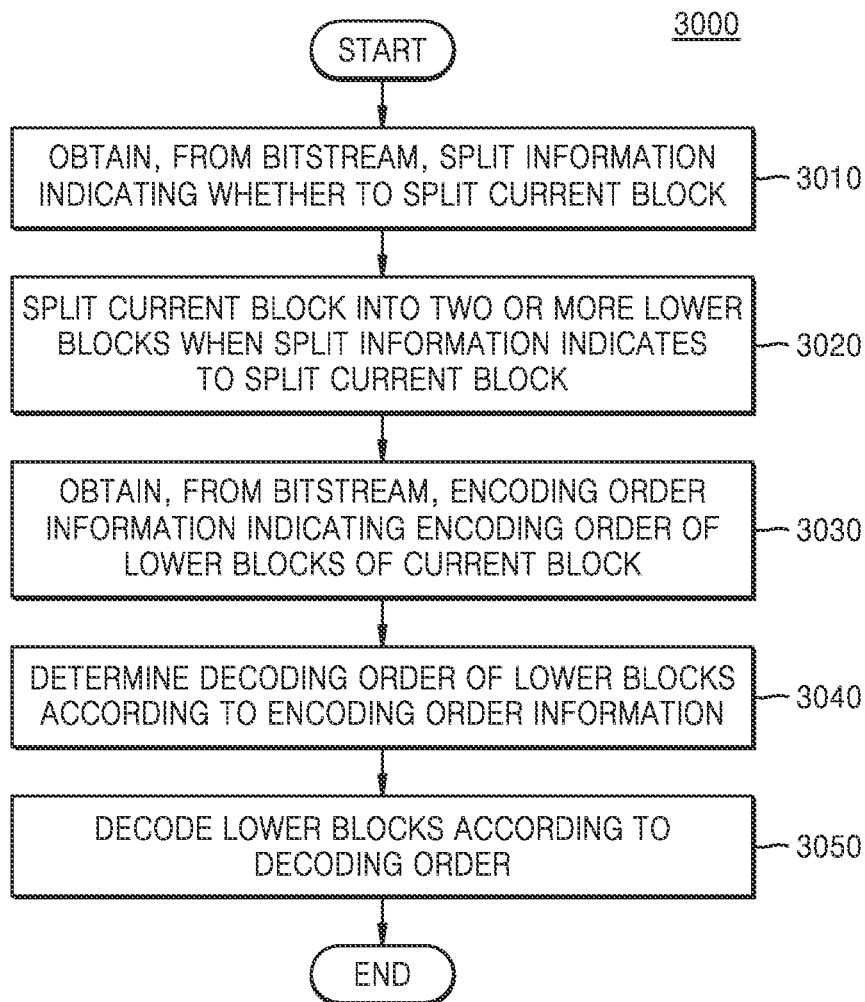 3000
START
OBTAIN, FROM BITSTREAM, SPLIT INFORMATION
INDICATING WHETHER TO SPLIT CURRENT BLOCK
3010
SPLIT CURRENT BLOCK INTO TWO OR MORE LOWER
BLOCKS WHEN SPLIT INFORMATION INDICATES
TO SPLIT CURRENT BLOCK
3020
OBTAIN, FROM BITSTREAM, ENCODING ORDER
INFORMATION INDICATING ENCODING ORDER OF
LOWER BLOCKS OF CURRENT BLOCK
3030
DETERMINE DECODING ORDER OF LOWER BLOCKS
ACCORDING TO ENCODING ORDER INFORMATION
3040
DECODE LOWER BLOCKS ACCORDING TO
DECODING ORDER
3050
END